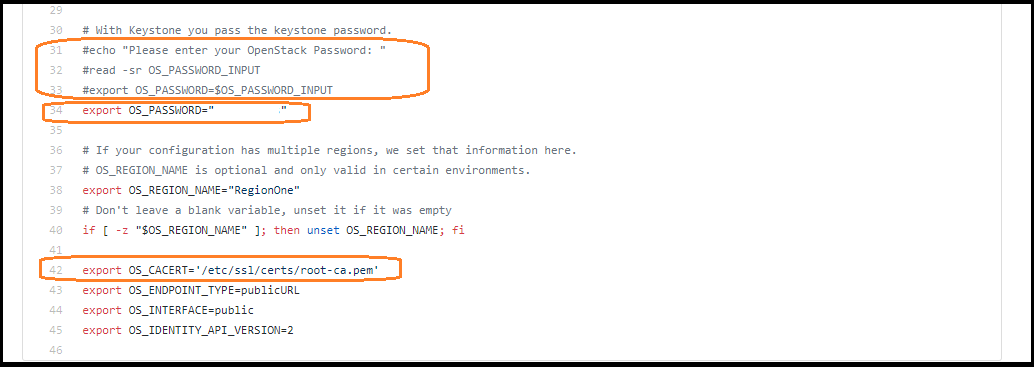 29
30 # With Keystone you pass the keystone password.
31 #echo "Please enter your OpenStack Password: "
32 #read -sr OS_PASSWORD_INPUT
33 #export OS_PASSWORD=$OS_PASSWORD_INPUT
34 export OS_PASSWORD=" "
35
36 # If your configuration has multiple regions, we set that information here.
37 # OS_REGION_NAME is optional and only valid in certain environments.
38 export OS_REGION_NAME="RegionOne"
39 # Don't leave a blank variable, unset it if it was empty
40 if [ -z "$OS_REGION_NAME" ]; then unset OS_REGION_NAME; fi
41
42 export OS_CACERT='/etc/ssl/certs/root-ca.pem'
43 export OS_ENDPOINT_TYPE=publicURL
44 export OS_INTERFACE=public
45 export OS_IDENTITY_API_VERSION=2
46